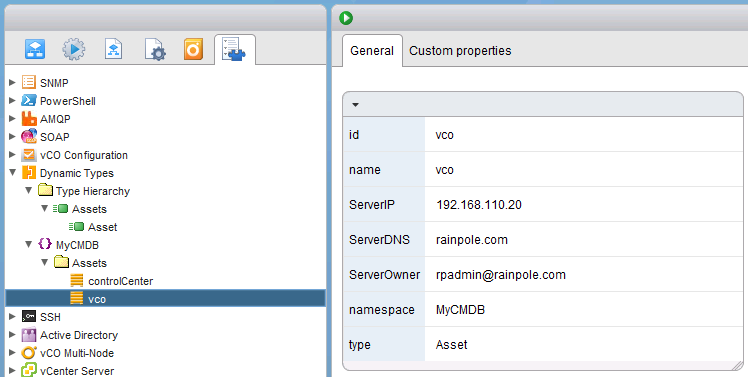 SNMP
PowerShell
AMQP
SOAP
vCO Configuration
Dynamic Types
Type Hierarchy
Assets
Asset
MyCMDB
Assets
controlCenter
vco
SSH
Active Directory
vCO Multi-Node
vCenter Server
General Custom properties
id vco
name vco
ServerIP 192.168.110.20
ServerDNS rainpole.com
ServerOwner rpadmin@rainpole.com
namespace MyCMDB
type Asset